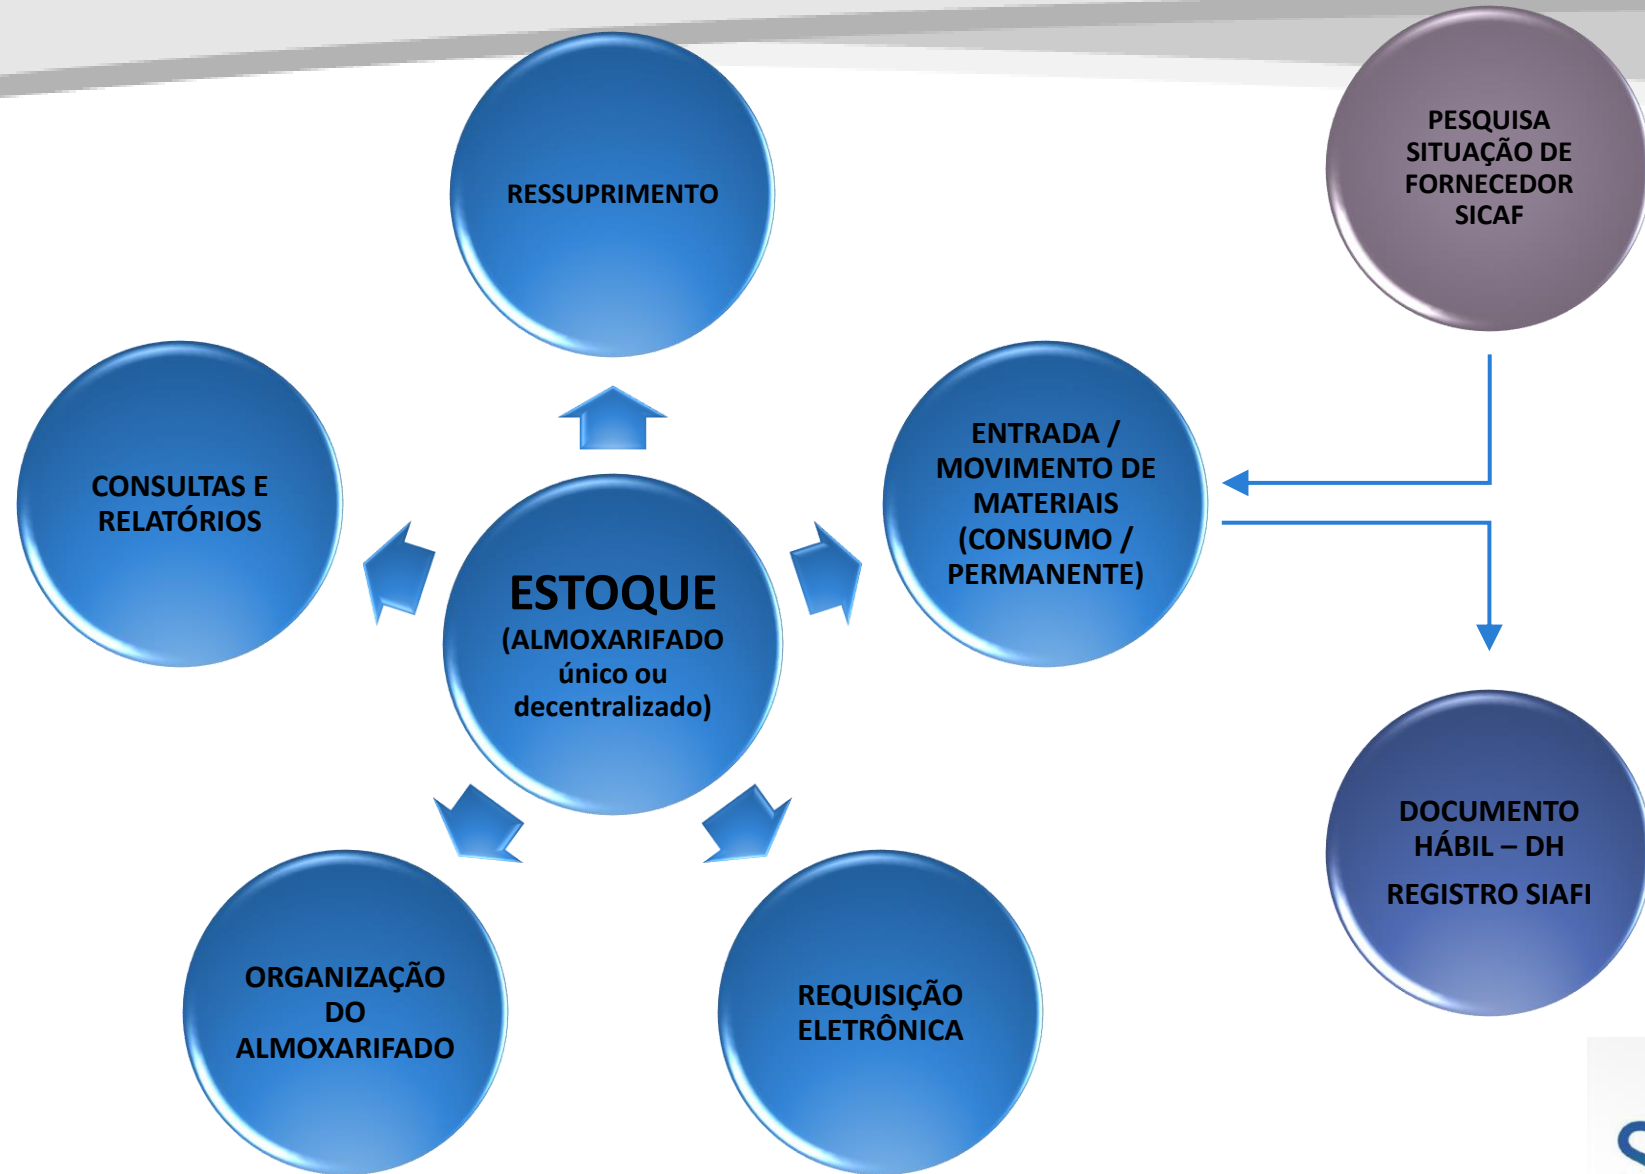 RESSUPRIMENTO
PESQUISA
SITUAÇÃO DE
FORNECEDOR
SICAF
CONSULTAS E
RELATÓRIOS
ENTRADA /
MOVIMENTO DE
MATERIAIS
(CONSUMO /
PERMANENTE)
ESTOQUE
(ALMOXARIFADO
único ou
decentralizado)
DOCUMENTO
HÁBIL – DH
REGISTRO SIAFI
ORGANIZAÇÃO
DO
ALMOXARIFADO
REQUISIÇÃO
ELETRÔNICA